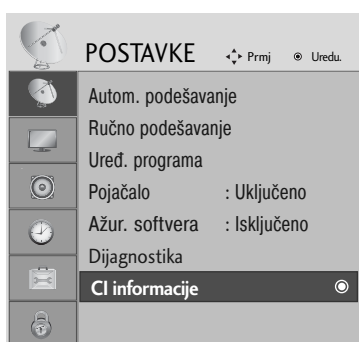 POSTAVKE Prmj Uredu.
Autom. podešavanje
Ručno podešavanje
Uređ. programa
Pojačalo : Uključeno
Ažur. softvera : Isključeno
Dijagnostika
CI informacije